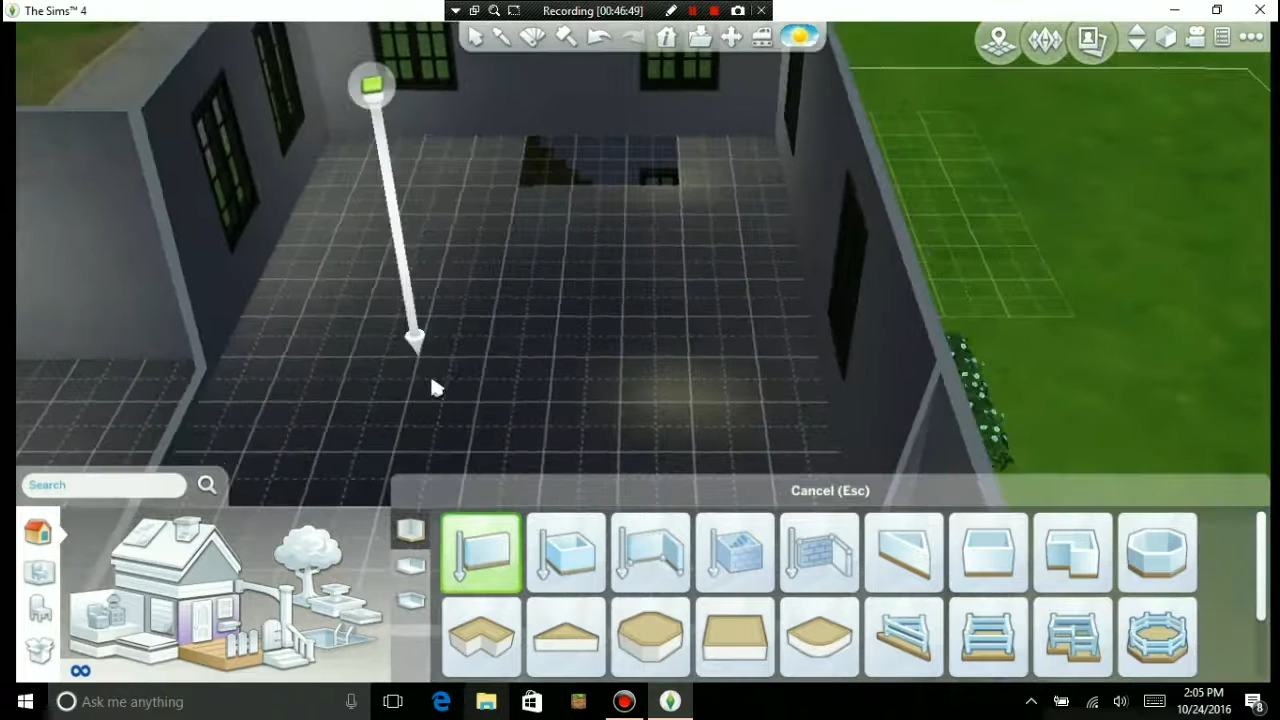 The Sims™ 4
Recording [00:46:49]
Search
Cancel (Esc)
Ask me anything
2:05 PM
10/24/2016
8